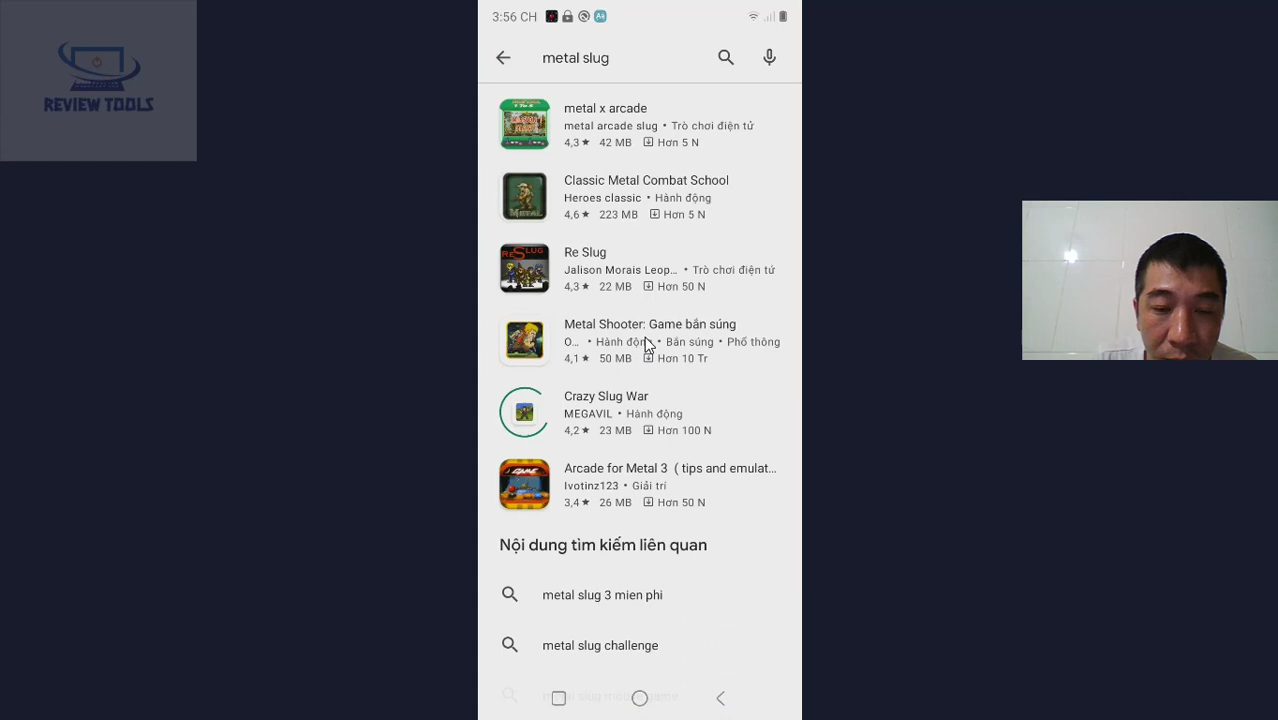 REVIEW TOOLS
3:56 CH
metal slug
metal x arcade
metal arcade slug • Trò chơi điện tử
4,3★ 42 MB Hơn 5 N
Classic Metal Combat School
Heroes classic • Hành động
4,6★ 223 MB Hơn 5 N
Re Slug
Jalison Morais Leop... • Trò chơi điện tử
4,3★ 22 MB Hơn 50 N
Metal Shooter: Game bắn súng
O... • Hành động • Bắn súng • Phổ thông
4,1★ 50 MB Hơn 10 Tr
Crazy Slug War
MEGAVIL • Hành động
4,2★ 23 MB Hơn 100 N
Arcade for Metal 3 ( tips and emulat...
Ivotinz123 • Giải trí
3,4★ 26 MB Hơn 50 N
Nội dung tìm kiếm liên quan
metal slug 3 mien phi
metal slug challenge